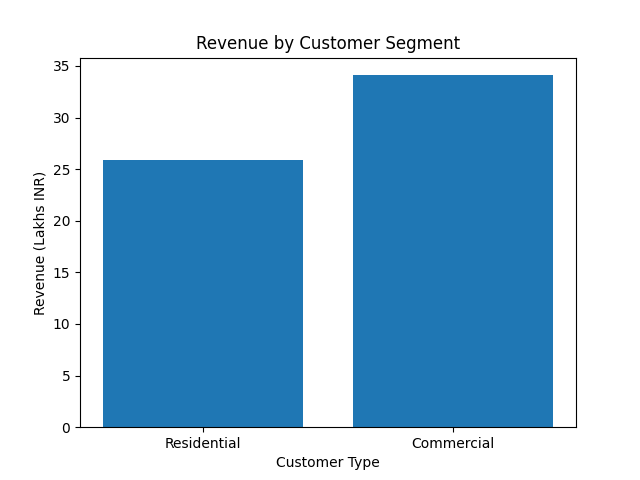 Revenue by Customer Segment
Revenue (Lakhs INR)
35
30
25
20
15
10
5
0
Residential
Commercial
Customer Type